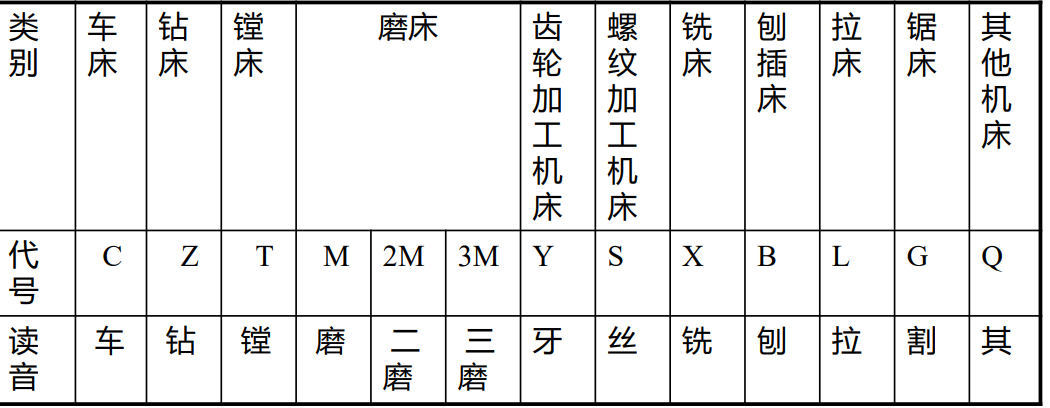 类别 车床 钻床 镗床 磨床 齿轮加工机床 螺纹加工机床 铣床 刨插床 拉床 锯床 其他机床
代号 C Z T M 2M 3M Y S X B L G Q
读音 车 钻 镗 磨 二磨 三磨 牙 丝 铣 刨 拉 割 其